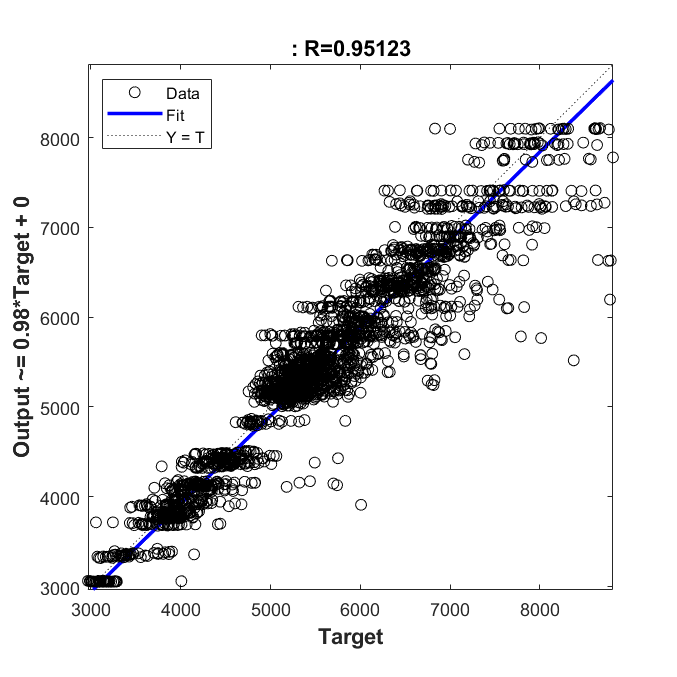 : R=0.95123
Data
Fit
Y = T
Output ~= 0.98*Target + 0
8000
7000
6000
5000
4000
3000
3000 4000 5000 6000 7000 8000
Target